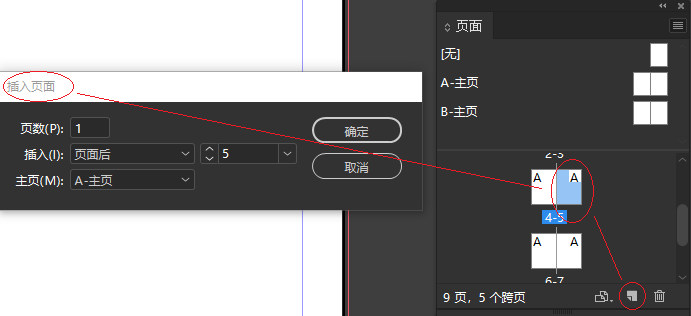 页面
[无]
A-主页
B-主页
插入页面
页数(P):
1
确定
插入(I):
页面后
5
取消
主页(M):
A-主页
2-3
A
A
4-5
A
A
6-7
9 页，5 个跨页